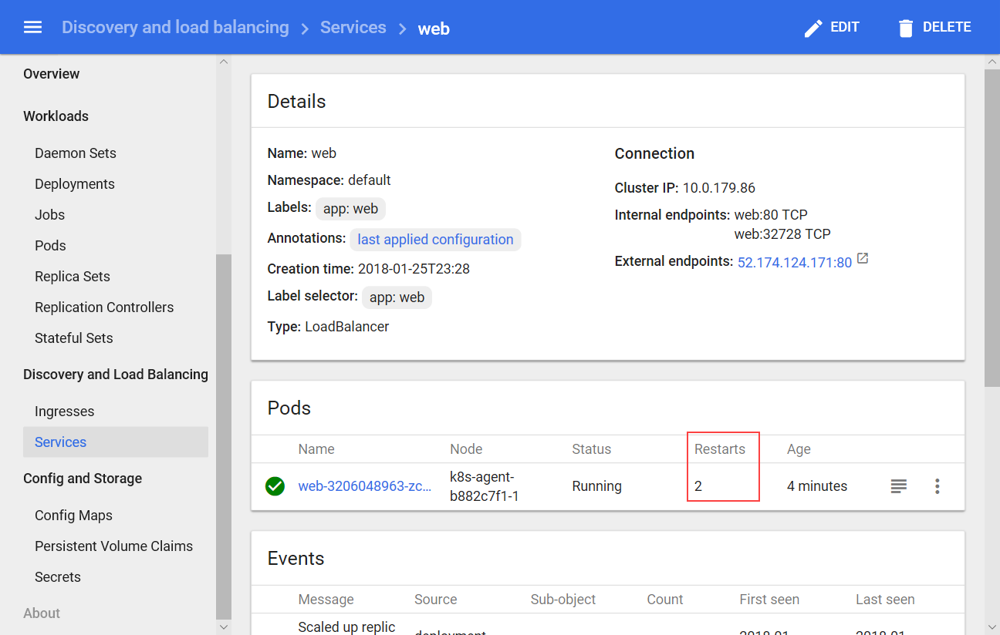 Discovery and load balancing > Services > web
EDIT
DELETE
Overview
Workloads
Daemon Sets
Deployments
Jobs
Pods
Replica Sets
Replication Controllers
Stateful Sets
Discovery and Load Balancing
Ingresses
Services
Config and Storage
Config Maps
Persistent Volume Claims
Secrets
About
Details
Name: web
Namespace: default
Labels: app: web
Annotations: last applied configuration
Creation time: 2018-01-25T23:28
Label selector: app: web
Type: LoadBalancer
Connection
Cluster IP: 10.0.179.86
Internal endpoints: web:80 TCP
web:32728 TCP
External endpoints: 52.174.124.171:80
Pods
Name Node Status Restarts Age
web-3206048963-zc... k8s-agent- Running 2 4 minutes
b882c7f1-1
Events
Message Source Sub-object Count First seen Last seen
Scaled up replic
deployment 2018-01 2018-01